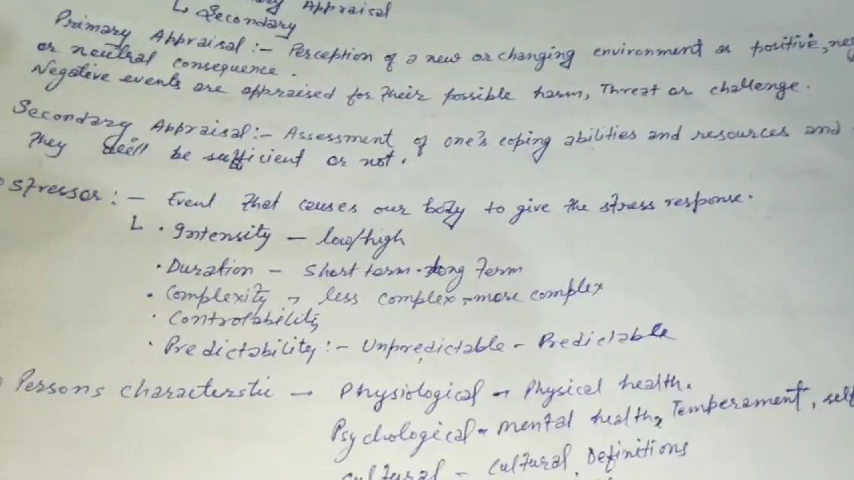 Appraisal
↳ Secondary
Primary Appraisal :- Perception of a new or changing environment as positive,
or neutral consequence.
Negative events are appraised for their possible harm, Threat or challenge.
Secondary Appraisal:- Assessment of one's coping abilities and resources and
they will be sufficient or not.
Stressor :- Event that causes our body to give the stress response.
↳ • Intensity - low/high
• Duration - Short term - long Term
• Complexity → less complex → more complex
• Controlability
• Predictability :- Unpredictable - Predictable
Persons characterstic → Physiological → Physical health.
Psychological → mental health, Temperament, self
Cultural - Cultural Definitions